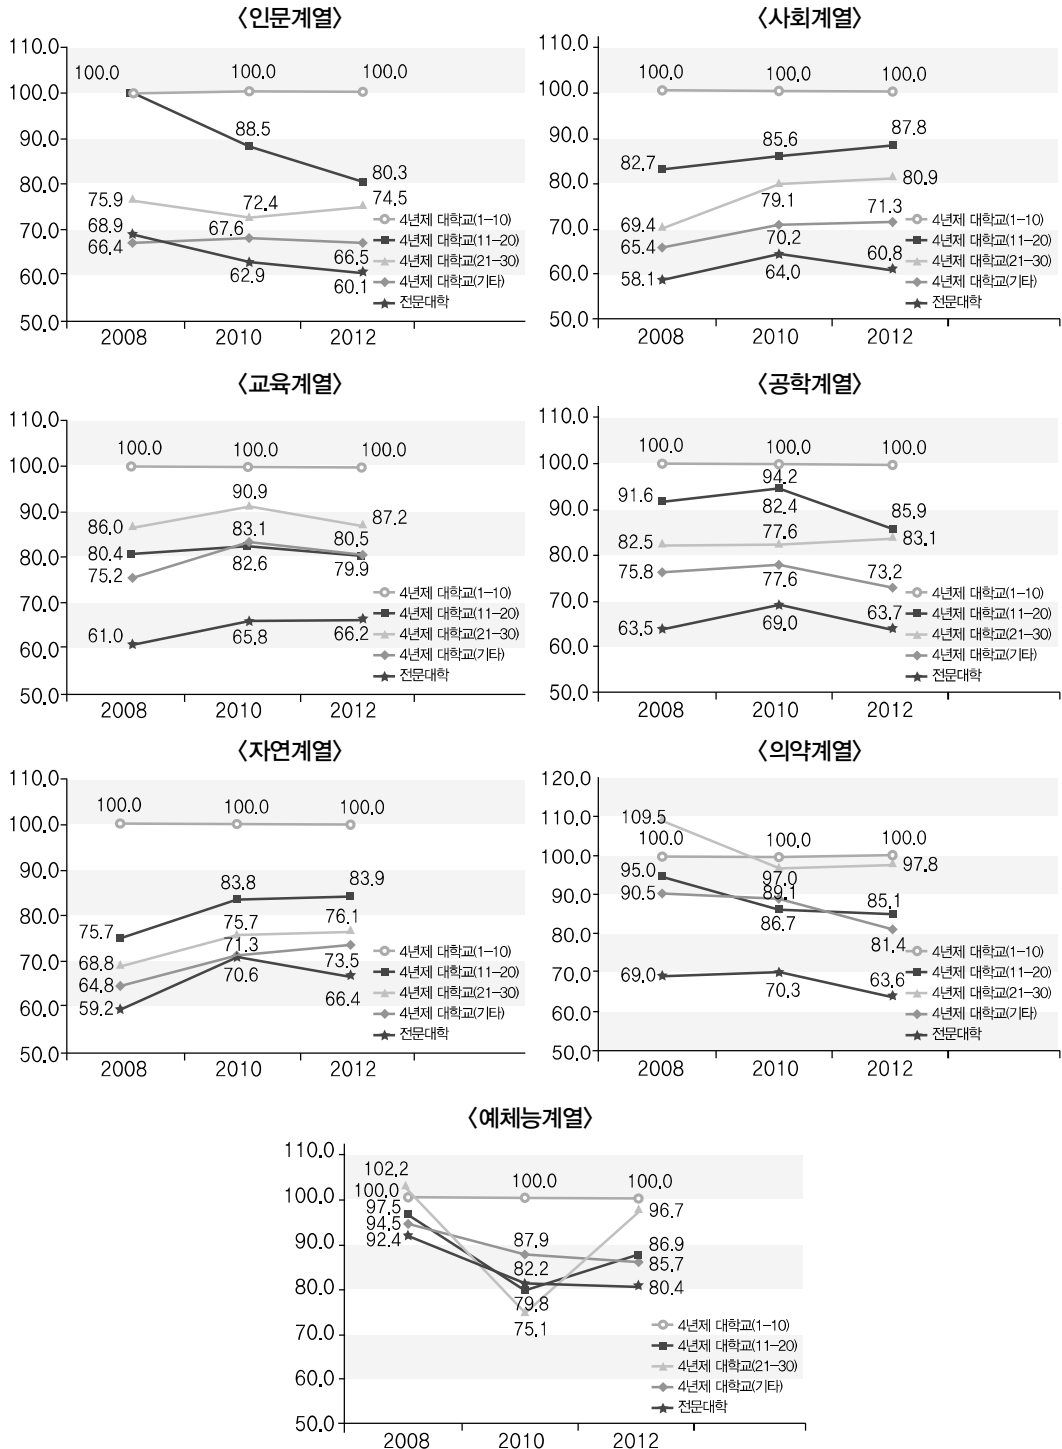 〈인문계열〉
110.0
100.0
90.0
80.0
70.0
60.0
50.0
100.0 100.0 100.0
88.5 80.3
75.9 72.4 74.5
68.9 67.6 66.5
66.4 62.9 60.1
4년제 대학교(1-10)
4년제 대학교(11-20)
4년제 대학교(21-30)
4년제 대학교(기타)
전문대학
2008 2010 2012
〈사회계열〉
110.0
100.0
90.0
80.0
70.0
60.0
50.0
100.0 100.0 100.0
82.7 85.6 87.8
69.4 79.1 80.9
65.4 70.2 71.3
58.1 64.0 60.8
4년제 대학교(1-10)
4년제 대학교(11-20)
4년제 대학교(21-30)
4년제 대학교(기타)
전문대학
2008 2010 2012
〈교육계열〉
110.0
100.0
90.0
80.0
70.0
60.0
50.0
100.0 100.0 100.0
86.0 90.9 87.2
80.4 83.1 80.5
75.2 82.6 79.9
61.0 65.8 66.2
4년제 대학교(1-10)
4년제 대학교(11-20)
4년제 대학교(21-30)
4년제 대학교(기타)
전문대학
2008 2010 2012
〈공학계열〉
110.0
100.0
90.0
80.0
70.0
60.0
50.0
100.0 100.0 100.0
91.6 94.2 85.9
82.4
82.5 77.6 83.1
75.8 77.6 73.2
63.5 69.0 63.7
4년제 대학교(1-10)
4년제 대학교(11-20)
4년제 대학교(21-30)
4년제 대학교(기타)
전문대학
2008 2010 2012
〈자연계열〉
110.0
100.0
90.0
80.0
70.0
60.0
50.0
100.0 100.0 100.0
75.7 83.8 83.9
68.8 75.7 76.1
64.8 71.3 73.5
59.2 70.6 66.4
4년제 대학교(1-10)
4년제 대학교(11-20)
4년제 대학교(21-30)
4년제 대학교(기타)
전문대학
2008 2010 2012
〈의약계열〉
120.0
110.0
100.0
90.0
80.0
70.0
60.0
50.0
109.5
100.0 100.0 100.0
95.0 97.0 97.8
90.5 89.1 85.1
86.7 81.4
69.0 70.3 63.6
4년제 대학교(1-10)
4년제 대학교(11-20)
4년제 대학교(21-30)
4년제 대학교(기타)
전문대학
2008 2010 2012
〈예체능계열〉
110.0
100.0
90.0
80.0
70.0
60.0
50.0
102.2
100.0 100.0 100.0
97.5 96.7
94.5 87.9 86.9
92.4 82.2 85.7
79.8 80.4
75.1
4년제 대학교(1-10)
4년제 대학교(11-20)
4년제 대학교(21-30)
4년제 대학교(기타)
전문대학
2008 2010 2012